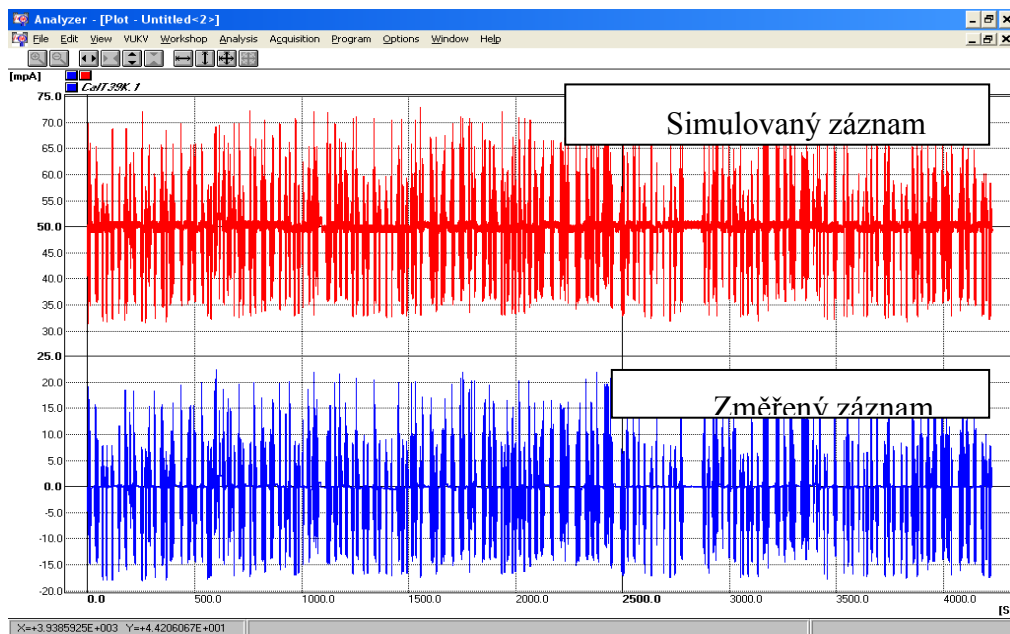 Analyzer - [Plot - Untitled<2>]
File Edit View VUKV Workshop Analysis Acquisition Program Options Window Help
[mpA]
CalT39K.1
75.0
Simulovaný záznam
70.0
65.0
60.0
55.0
50.0
45.0
40.0
35.0
30.0
25.0
Změřený záznam
20.0
15.0
10.0
5.0
0.0
-5.0
-10.0
-15.0
-20.0
0.0 500.0 1000.0 1500.0 2000.0 2500.0 3000.0 3500.0 4000.0
[S
X=+3.9385925E+003 Y=+4.4206067E+001